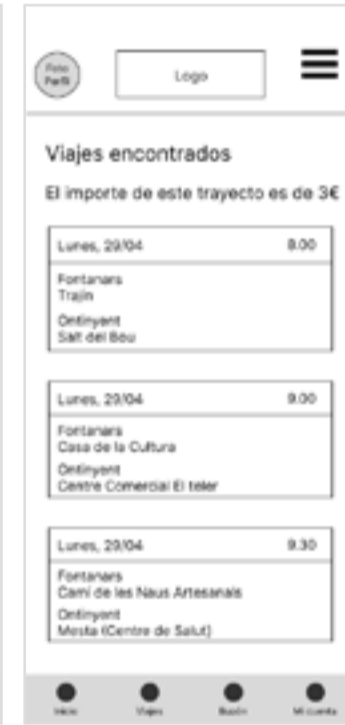 Foto
Perfil
Logo
Viajes encontrados
El importe de este trayecto es de 3€
Lunes, 29/04 8.00
Fontanars
Trajín
Ontinyent
Salt del Bou
Lunes, 29/04 9.00
Fontanars
Casa de la Cultura
Ontinyent
Centre Comercial El teler
Lunes, 29/04 9.30
Fontanars
Camí de les Naus Artesanals
Ontinyent
Mosta (Centre de Salut)
Inicio Viajes Buzón Mi cuenta